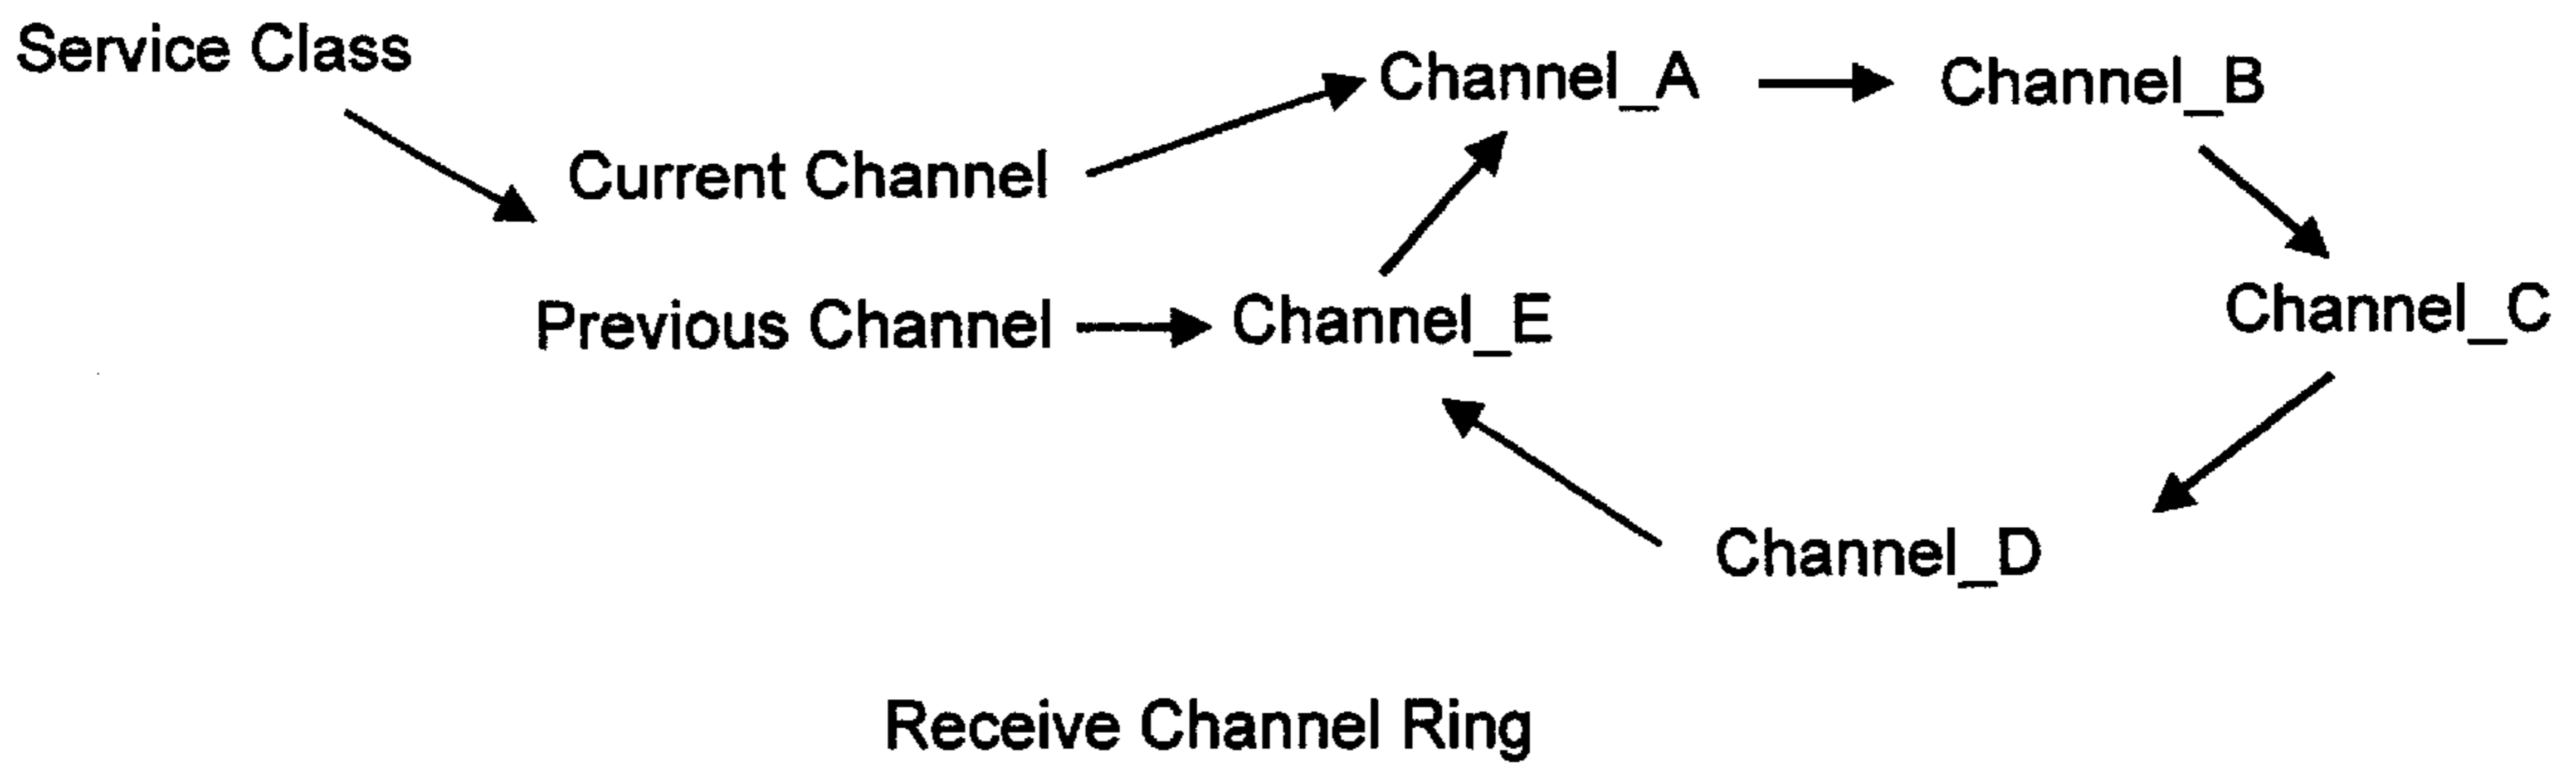 Service Class
Channel_A
Channel_B
Current Channel
Previous Channel
Channel_E
Channel_C
Channel_D
Receive Channel Ring